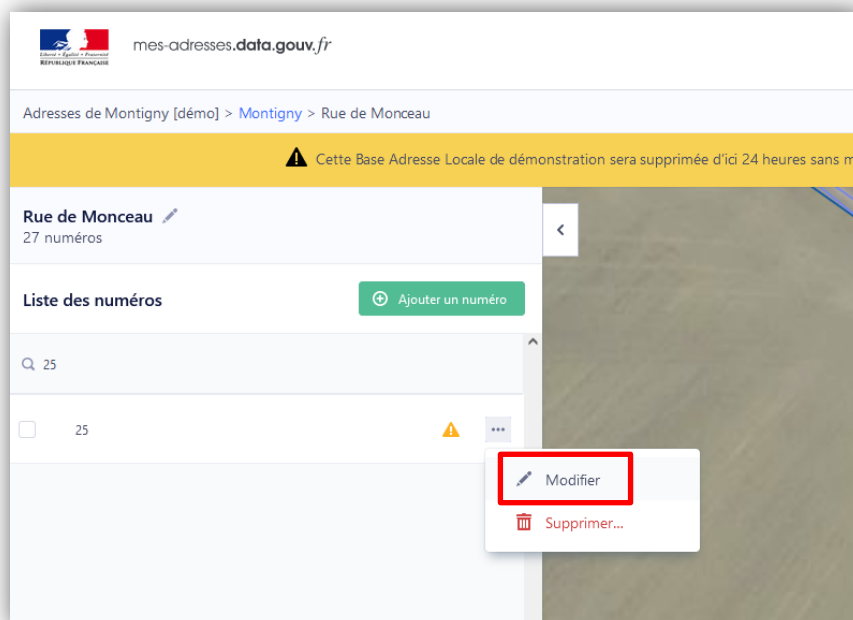 mes-adresses.data.gouv.fr
Liberté • Égalité • Fraternité
RÉPUBLIQUE FRANÇAISE
Adresses de Montigny [démo] > Montigny > Rue de Monceau
Cette Base Adresse Locale de démonstration sera supprimée d'ici 24 heures sans m
Rue de Monceau
27 numéros
Liste des numéros
Ajouter un numéro
25
25
Modifier
Supprimer...